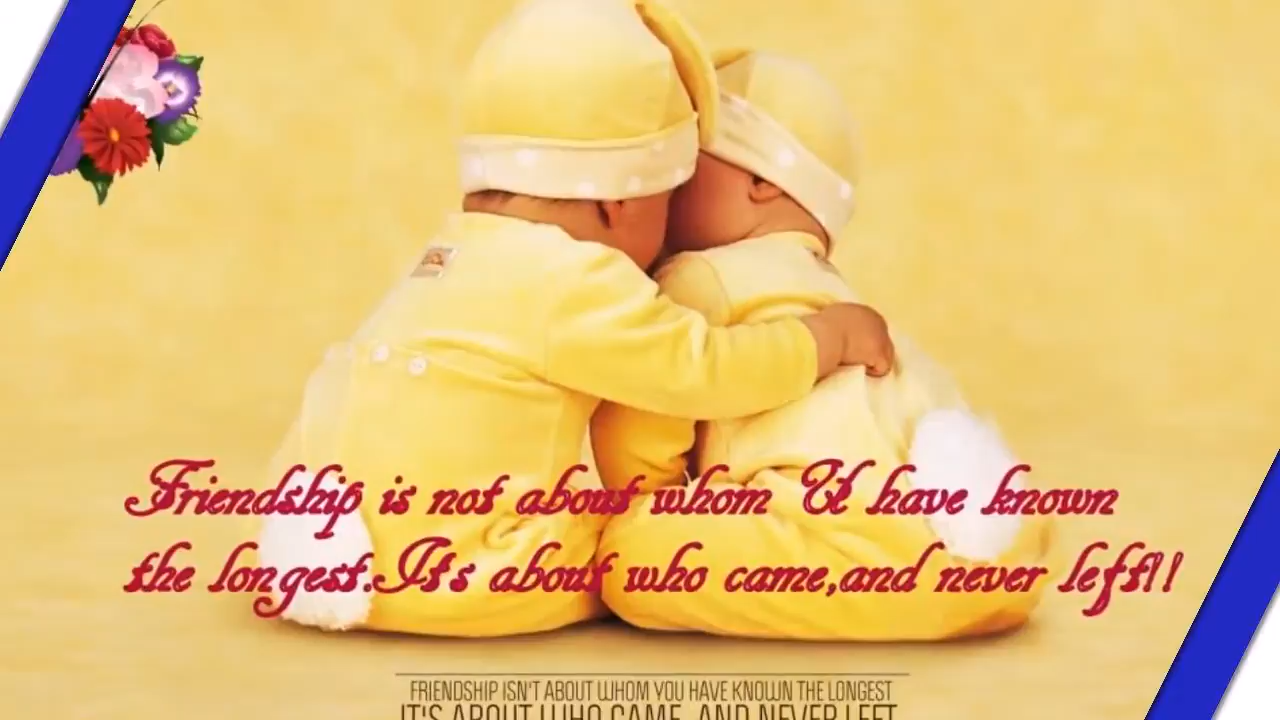 Friendship is not about whom U have known
the longest.Its about who came,and never left!!
FRIENDSHIP ISN'T ABOUT WHOM YOU HAVE KNOWN THE LONGEST
IT'S ABOUT WHO CAME, AND NEVER LEFT